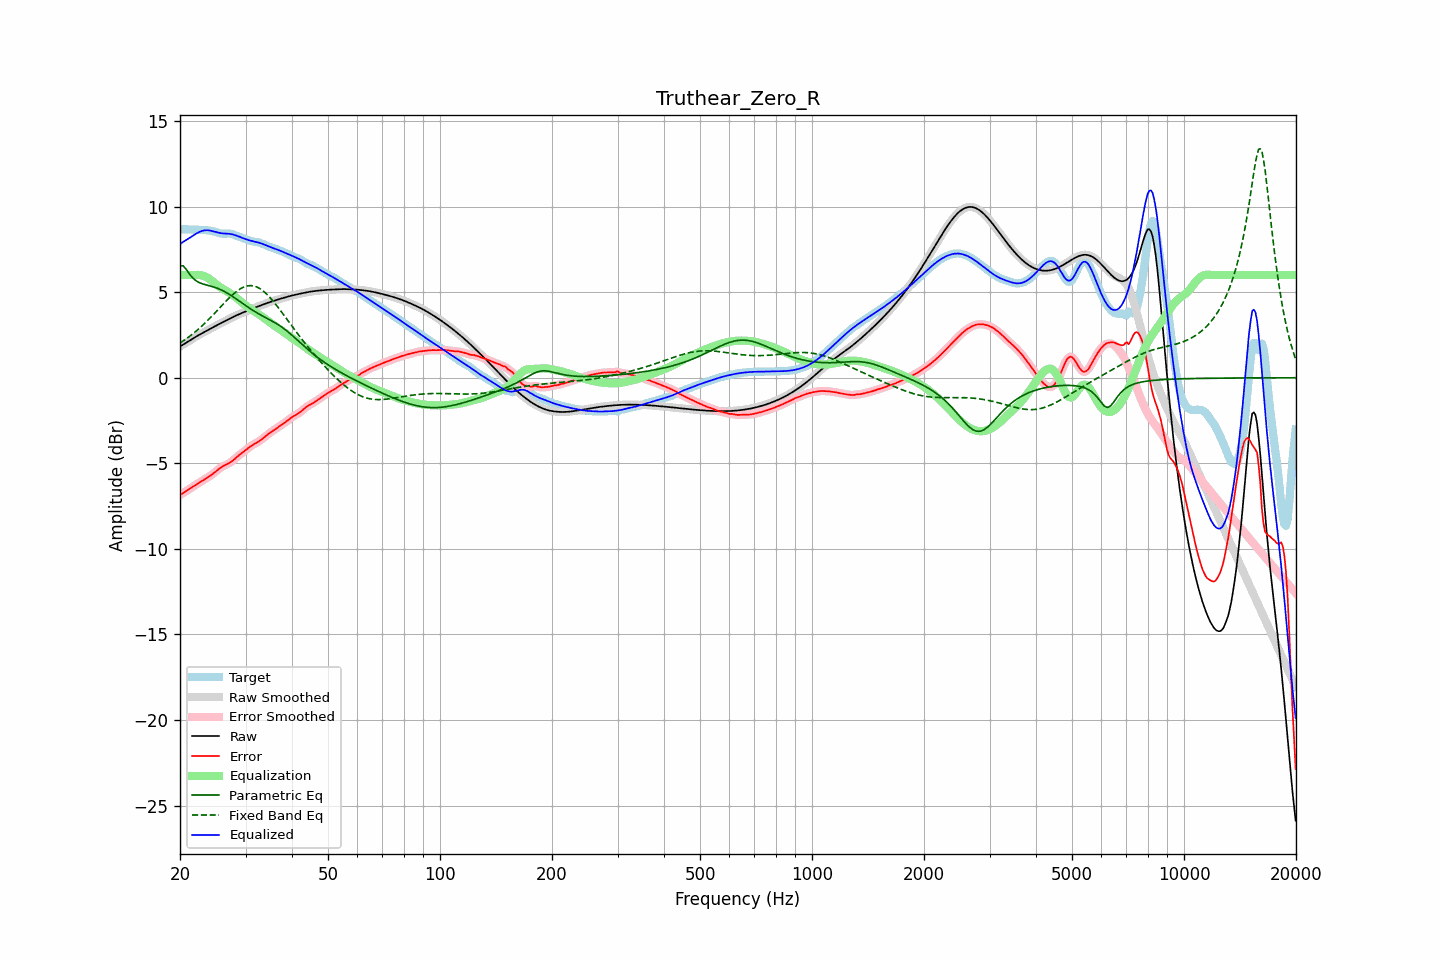 Truthear_Zero_R
Amplitude (dBr)
15
10
5
0
−5
−10
−15
−20
−25
Target
Raw Smoothed
Error Smoothed
Raw
Error
Equalization
Parametric Eq
Fixed Band Eq
Equalized
20 50 100 200 500 1000 2000 5000 10000 20000
Frequency (Hz)